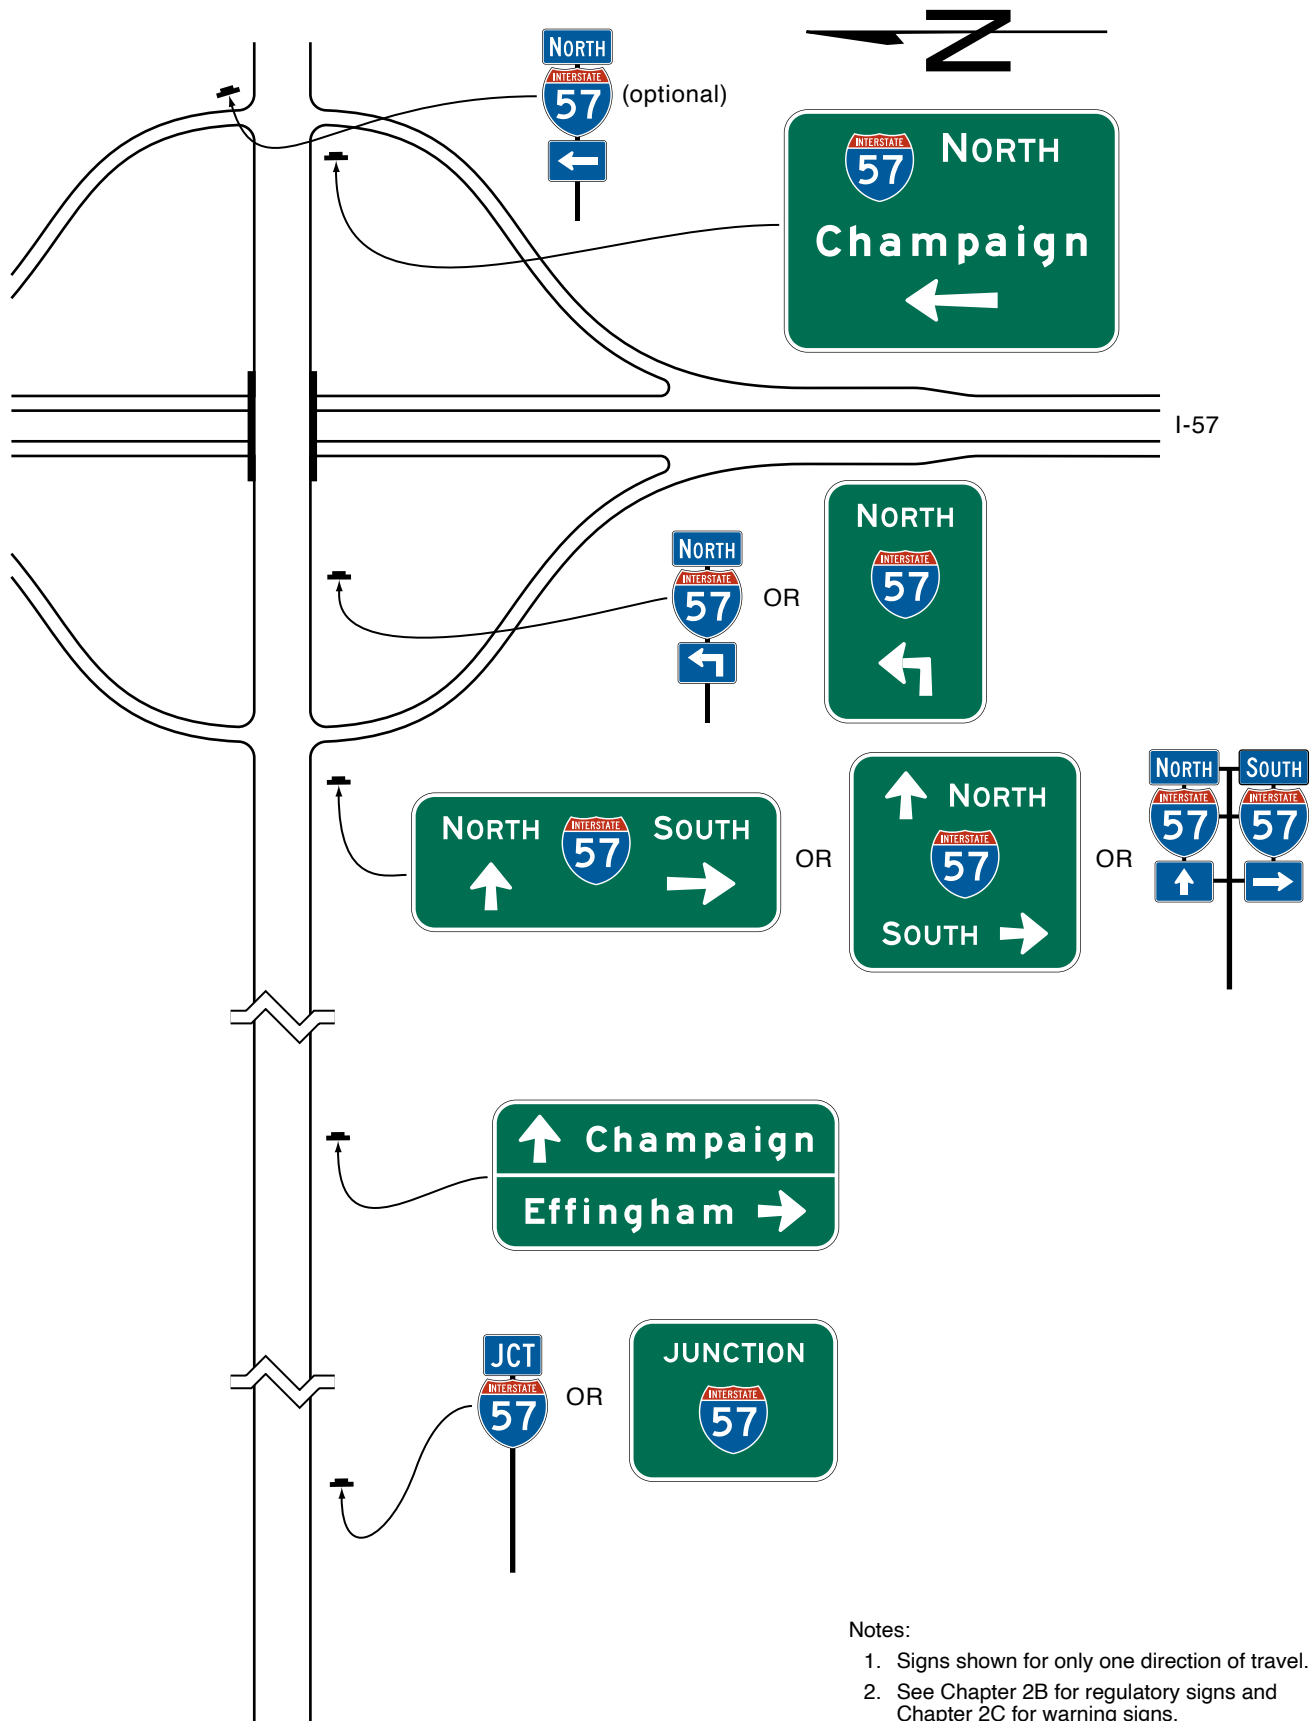 N
NORTH
INTERSTATE
57
(optional)
INTERSTATE
57 NORTH
Champaign
I-57
NORTH
INTERSTATE
57
OR
NORTH
INTERSTATE
57
NORTH INTERSTATE 57 SOUTH
OR
NORTH
INTERSTATE
57
SOUTH
OR
NORTH SOUTH
INTERSTATE INTERSTATE
57 57
Champaign
Effingham
JCT
INTERSTATE
57
OR
JUNCTION
INTERSTATE
57
Notes:
1. Signs shown for only one direction of travel.
2. See Chapter 2B for regulatory signs and
Chapter 2C for warning signs.